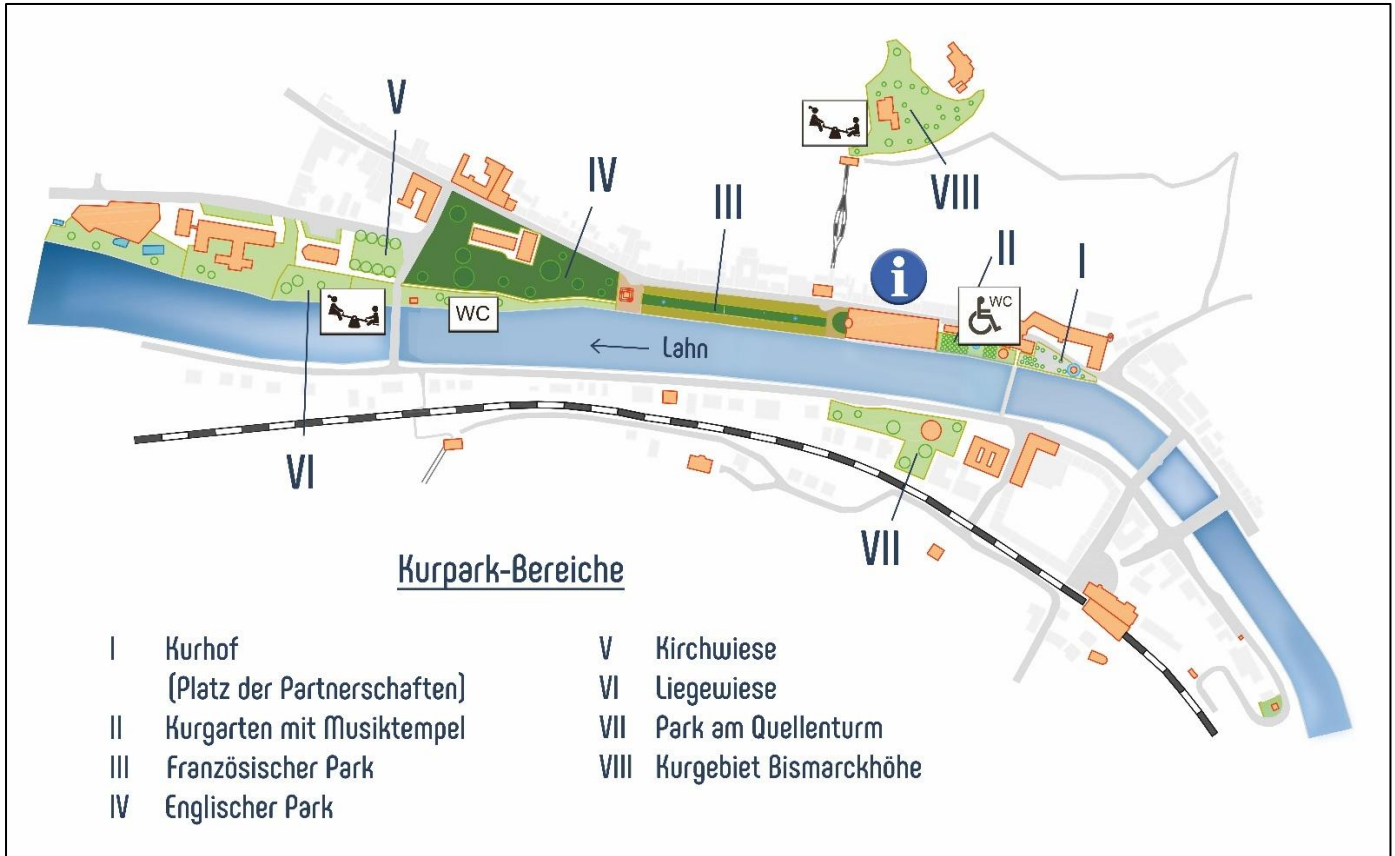 V
IV
III
VIII
II
I
i
WC
WC
← Lahn
VI
VII
Kurpark-Bereiche
I Kurhof
(Platz der Partnerschaften)
II Kurgarten mit Musiktempel
III Französischer Park
IV Englischer Park
V Kirchwiese
VI Liegewiese
VII Park am Quellenturm
VIII Kurgebiet Bismarckhöhe